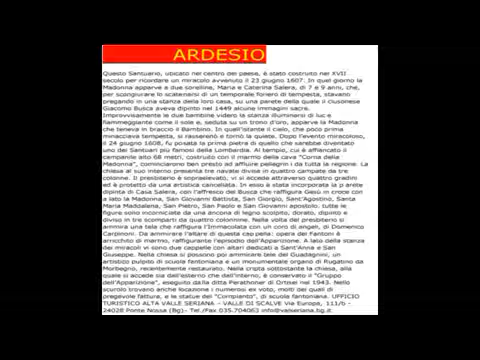 ARDESIO
Questo Santuario, ubicato nel centro del paese, è stato costruito nel XVII
secolo per ricordare un miracolo avvenuto il 23 giugno 1607. In quel giorno la
Madonna apparve a due sorelline, Maria e Caterina Salera, di 7 e 9 anni, che,
per scongiurare lo scatenarsi di un temporale foriero di tempesta, stavano
pregando in una stanza della loro casa, su una parete della quale il clusonese
Giacomo Busca aveva dipinto nel 1449 alcune immagini sacre.
Improvvisamente le due bambine videro la stanza illuminarsi di luce e
fiammeggiante come il sole e, seduta su un trono d'oro, apparve la Madonna
che teneva in braccio il Bambino. In quell'istante il cielo, che poco prima
minacciava tempesta, si rasserenò e tornò la quiete. Dopo l'evento miracoloso,
il 24 giugno 1608, fu posata la prima pietra di quello che sarebbe diventato
uno dei Santuari più famosi della Lombardia. Al tempio, cui è affiancato il
campanile alto 68 metri, costruito con il marmo della cava "Corna della
Madonna", cominciarono ben presto ad affluire pellegrini da tutta la regione. La
chiesa al suo interno presenta tre navate divisa in quattro campate da tre
colonne. Il presbiterio è sopraelevato, vi si accede attraverso quattro gradini
ed è protetto da una artistica cancellata. In esso è stata incorporata la parete
dipinta di Casa Salera, con l'affresco del Busca che raffigura Gesù in croce con
a lato la Madonna, San Giovanni Battista, San Giorgio, Sant'Agostino, Santa
Maria Maddalena, San Pietro, San Paolo e San Giovanni apostolo. tutte le
figure sono incorniciate da una ancona di legno scolpito, dorato, dipinto e
diviso in tre scomparti da quattro colonnine. Nella volta del presbiterio si
ammira una tela che raffigura l'Immacolata con un coro di angeli, di Domenico
Carpinoni. Da ammirare l'altare di questa cappella: opera dei Fantoni è
arricchito di marmo, raffigurante l'episodio dell'Apparizione. A lato della stanza
dei miracoli vi sono due cappelle con altari dedicati a Sant'Anna e San
Giuseppe. Nella chiesa si possono poi ammirare tele del Guadagnini, un
artistico pulpito di scuola fantoniana e un monumentale organo di Rugatino da
Morbegno, recentemente restaurato. Nella cripta sottostante la chiesa, alla
quale si accede sia dall'esterno che dall'interno, è conservato il "Gruppo
dell'Apparizione", eseguito dalla ditta Perathoner di Ortisei nel 1943. Nello
scurolo trovano anche locazione i numerosi ex voto, molti dei quali di
pregevole fattura, e le statue del "Compianto", di scuola fantoniana. UFFICIO
TURISTICO ALTA VALLE SERIANA - VALLE DI SCALVE Via Europa, 111/b -
24028 Ponte Nossa (Bg)- Tel./Fax 035.704063 info@valseriana.bg.it